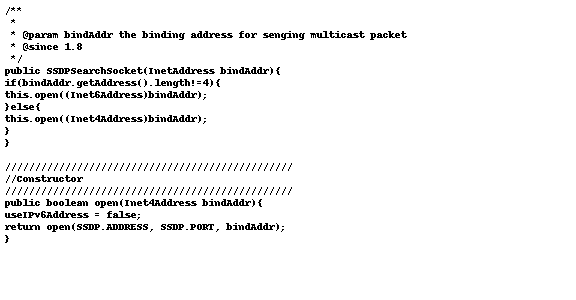 /**
*
* @param bindAddr the binding address for senging multicast packet
* @since 1.8
*/
public SSDPSearchSocket(InetAddress bindAddr){
if(bindAddr.getAddress().length!=4){
this.open((Inet6Address)bindAddr);
}else{
this.open((Inet4Address)bindAddr);
}
}
////////////////////////////////////////////////
//Constructor
////////////////////////////////////////////////
public boolean open(Inet4Address bindAddr){
useIPv6Address = false;
return open(SSDP.ADDRESS, SSDP.PORT, bindAddr);
}